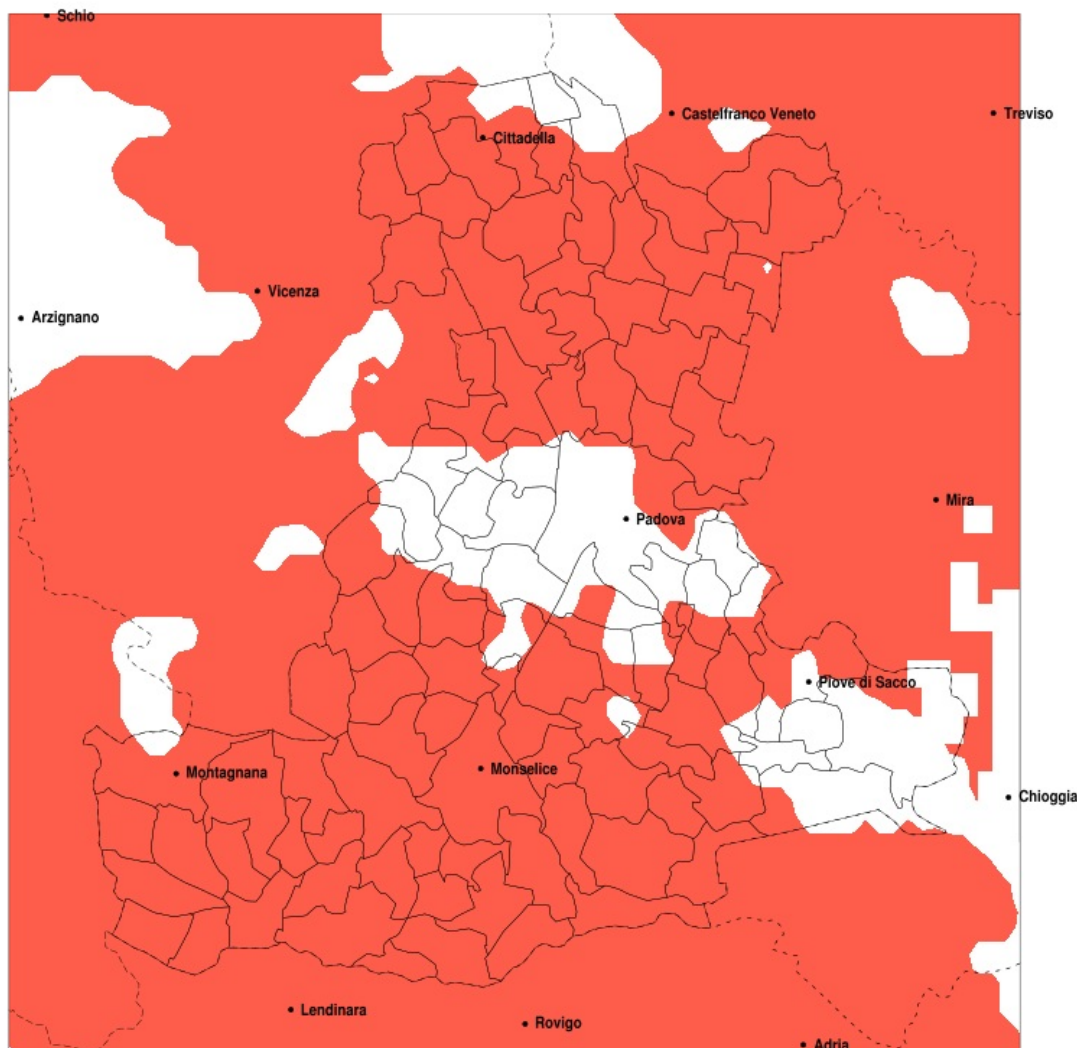 Schio
Castelfranco Veneto
Treviso
Cittadella
Vicenza
Arzignano
Mira
Padova
Piove di Sacco
Montagnana
Monselice
Chioggia
Lendinara
Rovigo
Adria